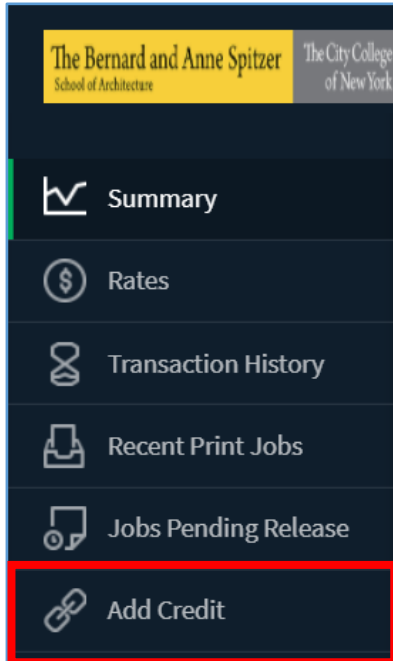 The Bernard and Anne Spitzer
School of Architecture
The City College
of New York
Summary
Rates
Transaction History
Recent Print Jobs
Jobs Pending Release
Add Credit